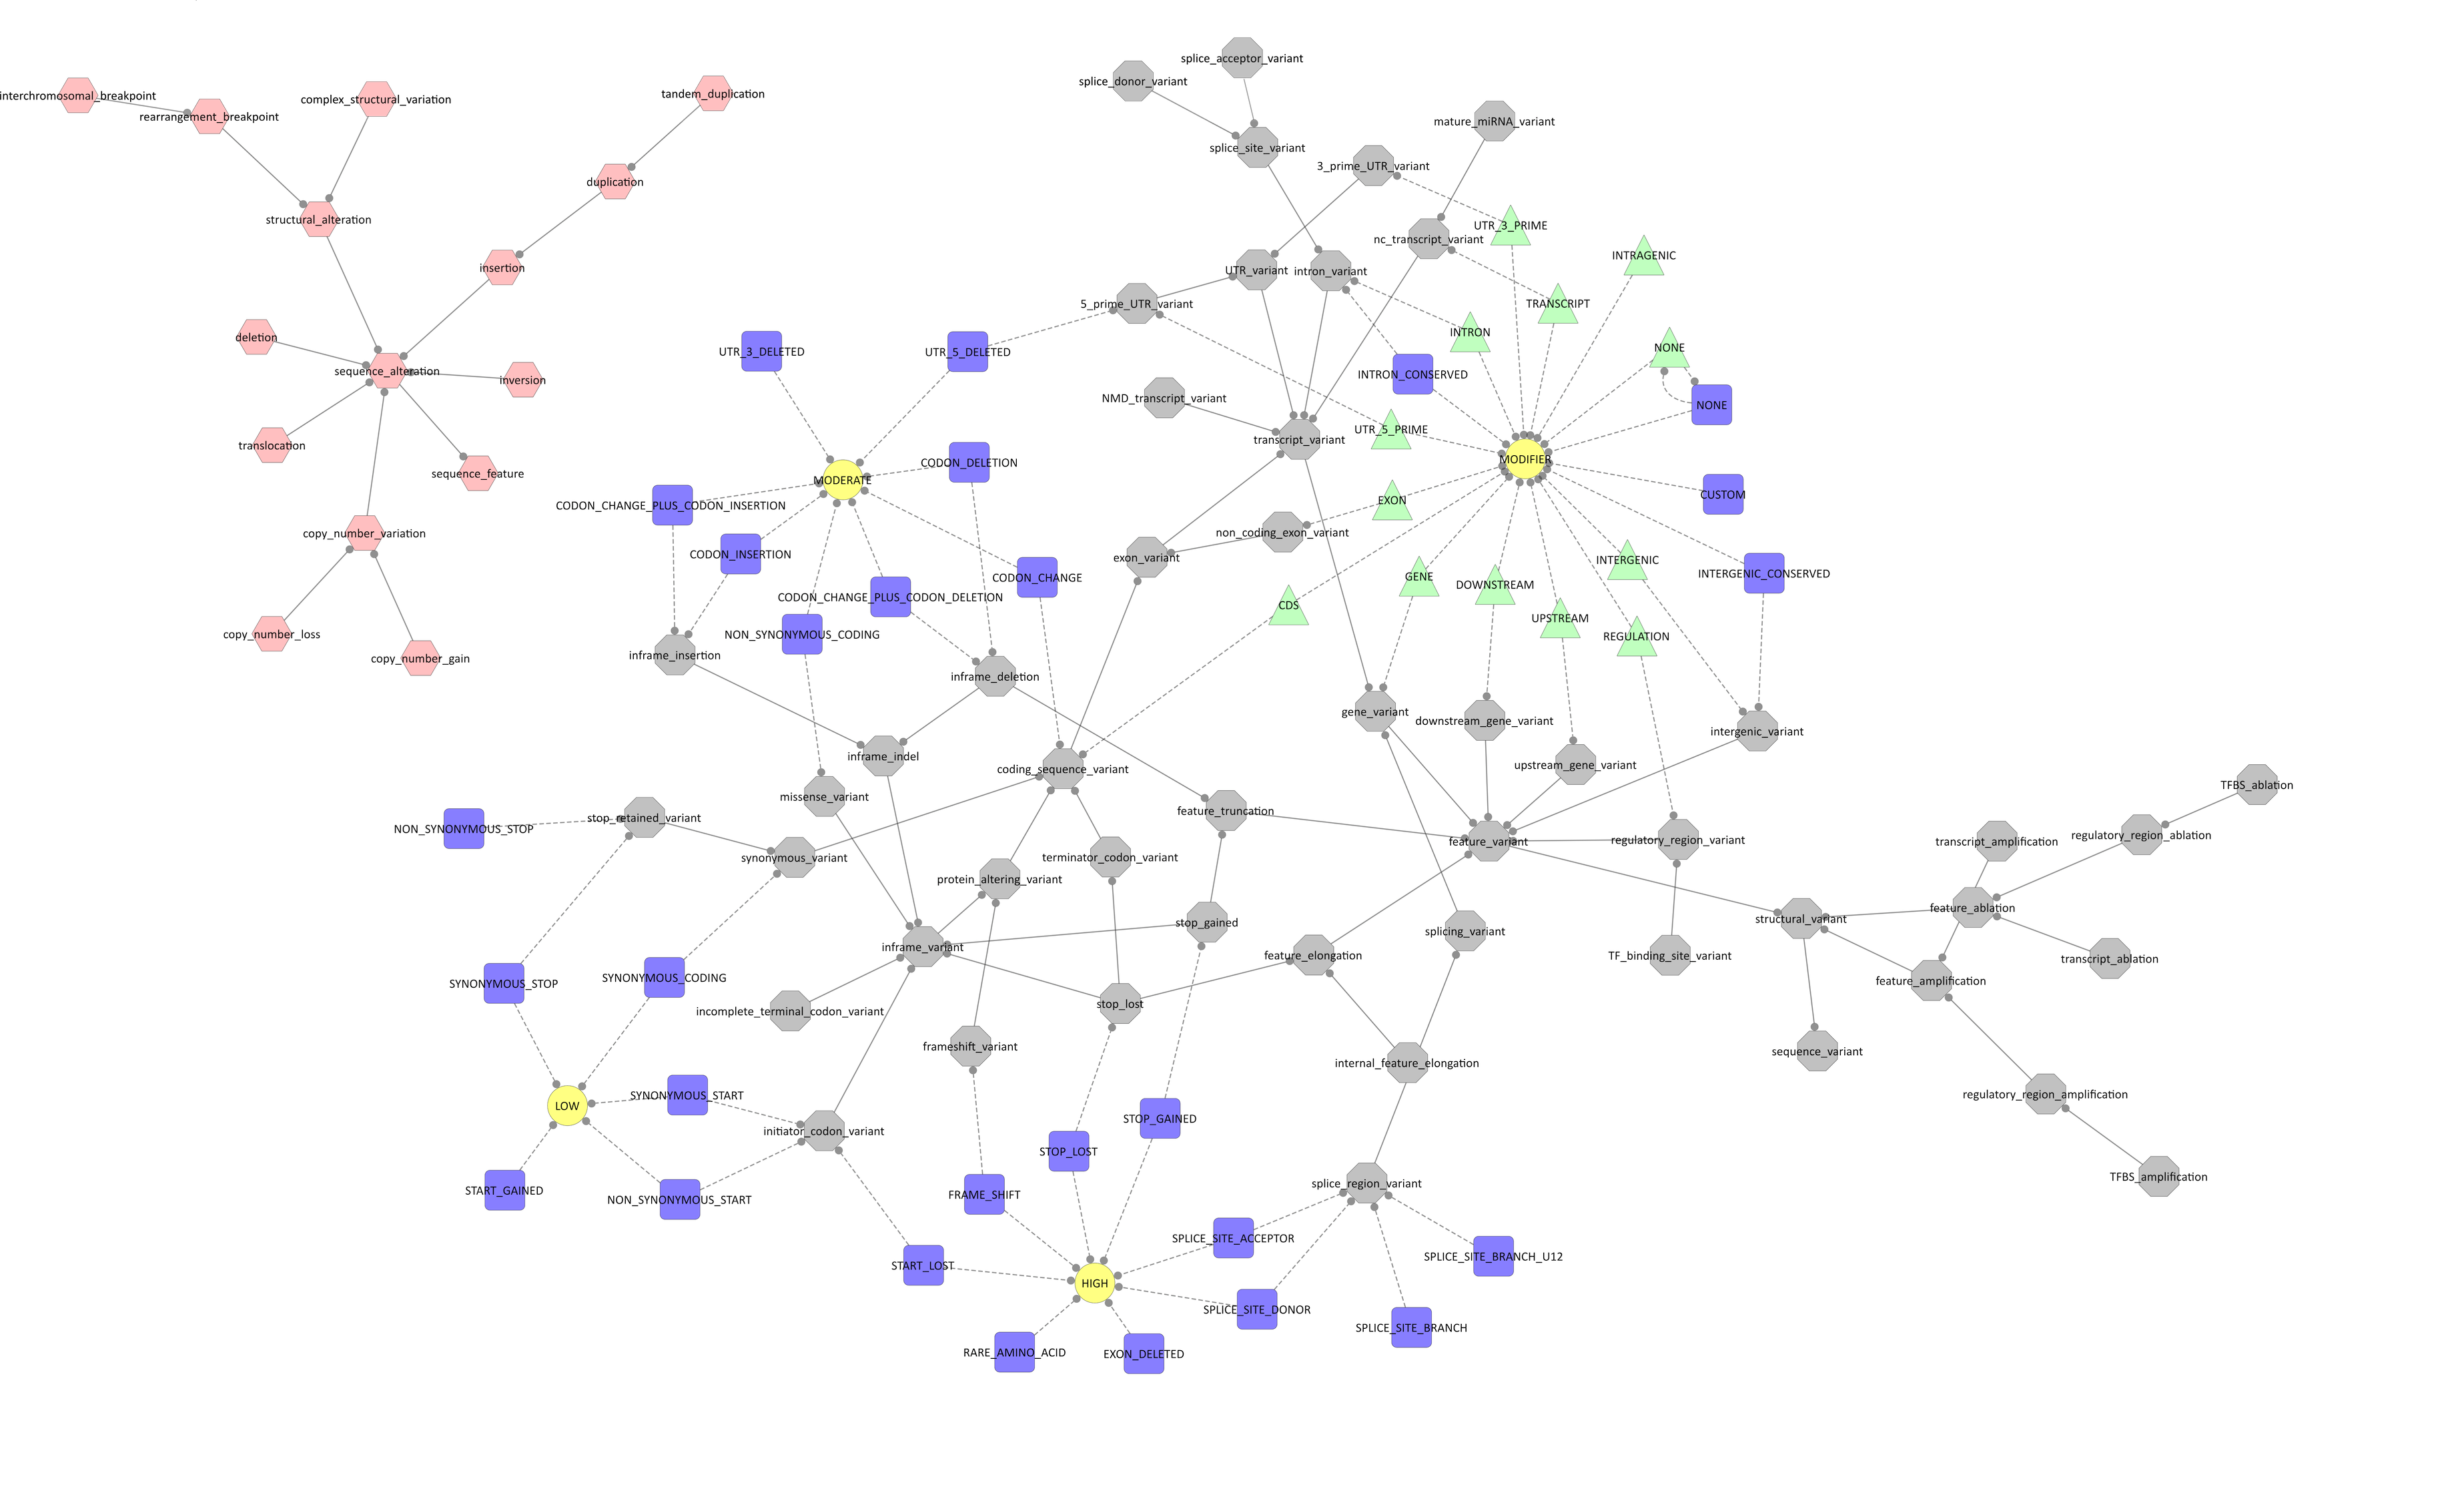 splice_acceptor_variant
splice_donor_variant
interchromosomal_breakpoint
complex_structural_variation
tandem_duplication
rearrangement_breakpoint
mature_miRNA_variant
splice_site_variant
3_prime_UTR_variant
duplication
structural_alteration
UTR_3_PRIME
nc_transcript_variant
INTRAGENIC
insertion
UTR_variant
intron_variant
5_prime_UTR_variant
TRANSCRIPT
INTRON
deletion
UTR_3_DELETED
UTR_5_DELETED
NONE
sequence_alteration
inversion
INTRON_CONSERVED
NMD_transcript_variant
NONE
UTR_5_PRIME
transcript_variant
translocation
MODIFIER
CODON_DELETION
sequence_feature
MODERATE
CUSTOM
EXON
CODON_CHANGE_PLUS_CODON_INSERTION
copy_number_variation
non_coding_exon_variant
CODON_INSERTION
exon_variant
INTERGENIC
INTERGENIC_CONSERVED
CODON_CHANGE
GENE
DOWNSTREAM
CODON_CHANGE_PLUS_CODON_DELETION
CDS
UPSTREAM
copy_number_loss
NON_SYNONYMOUS_CODING
REGULATION
inframe_insertion
copy_number_gain
inframe_deletion
gene_variant
downstream_gene_variant
intergenic_variant
inframe_indel
upstream_gene_variant
coding_sequence_variant
TFBS_ablation
missense_variant
feature_truncation
stop_retained_variant
NON_SYNONYMOUS_STOP
regulatory_region_ablation
feature_variant
regulatory_region_variant
transcript_amplification
synonymous_variant
terminator_codon_variant
protein_altering_variant
feature_ablation
structural_variant
stop_gained
splicing_variant
inframe_variant
feature_elongation
TF_binding_site_variant
transcript_ablation
SYNONYMOUS_CODING
feature_amplification
SYNONYMOUS_STOP
stop_lost
incomplete_terminal_codon_variant
frameshift_variant
sequence_variant
internal_feature_elongation
regulatory_region_amplification
SYNONYMOUS_START
LOW
STOP_GAINED
initiator_codon_variant
STOP_LOST
TFBS_amplification
splice_region_variant
START_GAINED
FRAME_SHIFT
NON_SYNONYMOUS_START
SPLICE_SITE_ACCEPTOR
SPLICE_SITE_BRANCH_U12
START_LOST
HIGH
SPLICE_SITE_DONOR
SPLICE_SITE_BRANCH
RARE_AMINO_ACID
EXON_DELETED